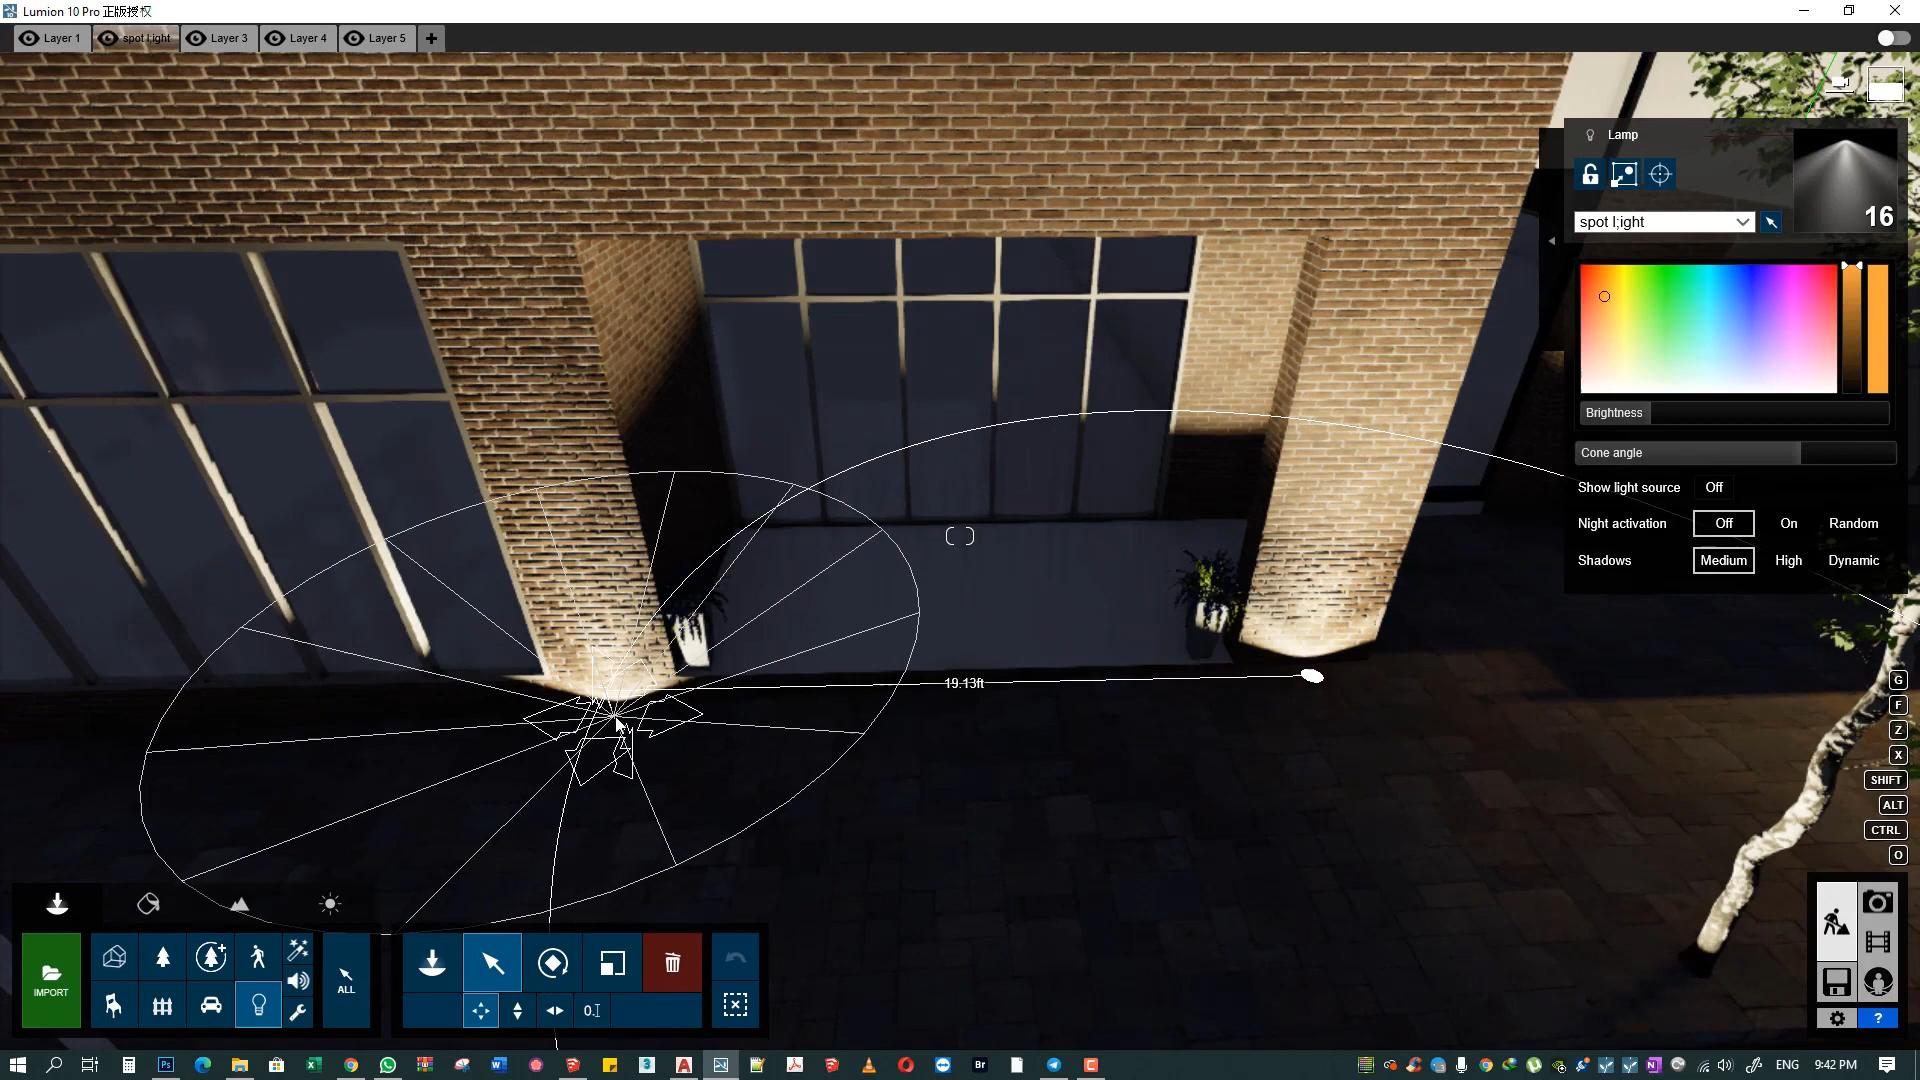 Lumion 10 Pro 正版授权
Layer 1
spot l;ight
Layer 3
Layer 4
Layer 5
+
Lamp
spot l;ight
16
Brightness
Cone angle
Show light source Off
Night activation Off On Random
Shadows Medium High Dynamic
19.13ft
G
F
Z
X
SHIFT
ALT
CTRL
O
IMPORT
ALL
0.
?
ENG 9:42 PM